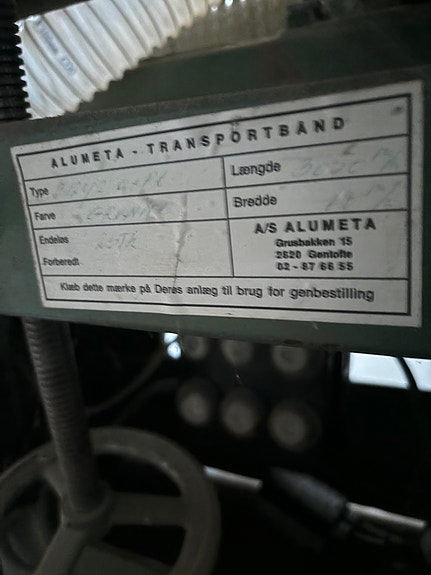 ALUMETA - TRANSPORTBÅND
Type
Længde
Farve
Bredde
Endeløs
Forberedt
A/S ALUMETA
Grusbakken 15
2820 Gentofte
02 - 87 66 55
Klæb dette mærke på Deres anlæg til brug for genbestilling